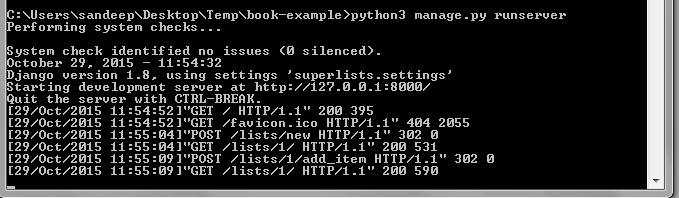 C:\Users\sandeep\Desktop\Temp\book-example>python3 manage.py runserver
Performing system checks...
System check identified no issues (0 silenced).
October 29, 2015 - 11:54:32
Django version 1.8, using settings 'superlists.settings'
Starting development server at http://127.0.0.1:8000/
Quit the server with CTRL-BREAK.
[29/Oct/2015 11:54:52]"GET / HTTP/1.1" 200 395
[29/Oct/2015 11:54:52]"GET /favicon.ico HTTP/1.1" 404 2055
[29/Oct/2015 11:55:04]"POST /lists/new HTTP/1.1" 302 0
[29/Oct/2015 11:55:04]"GET /lists/1/ HTTP/1.1" 200 531
[29/Oct/2015 11:55:09]"POST /lists/1/add_item HTTP/1.1" 302 0
[29/Oct/2015 11:55:09]"GET /lists/1/ HTTP/1.1" 200 590